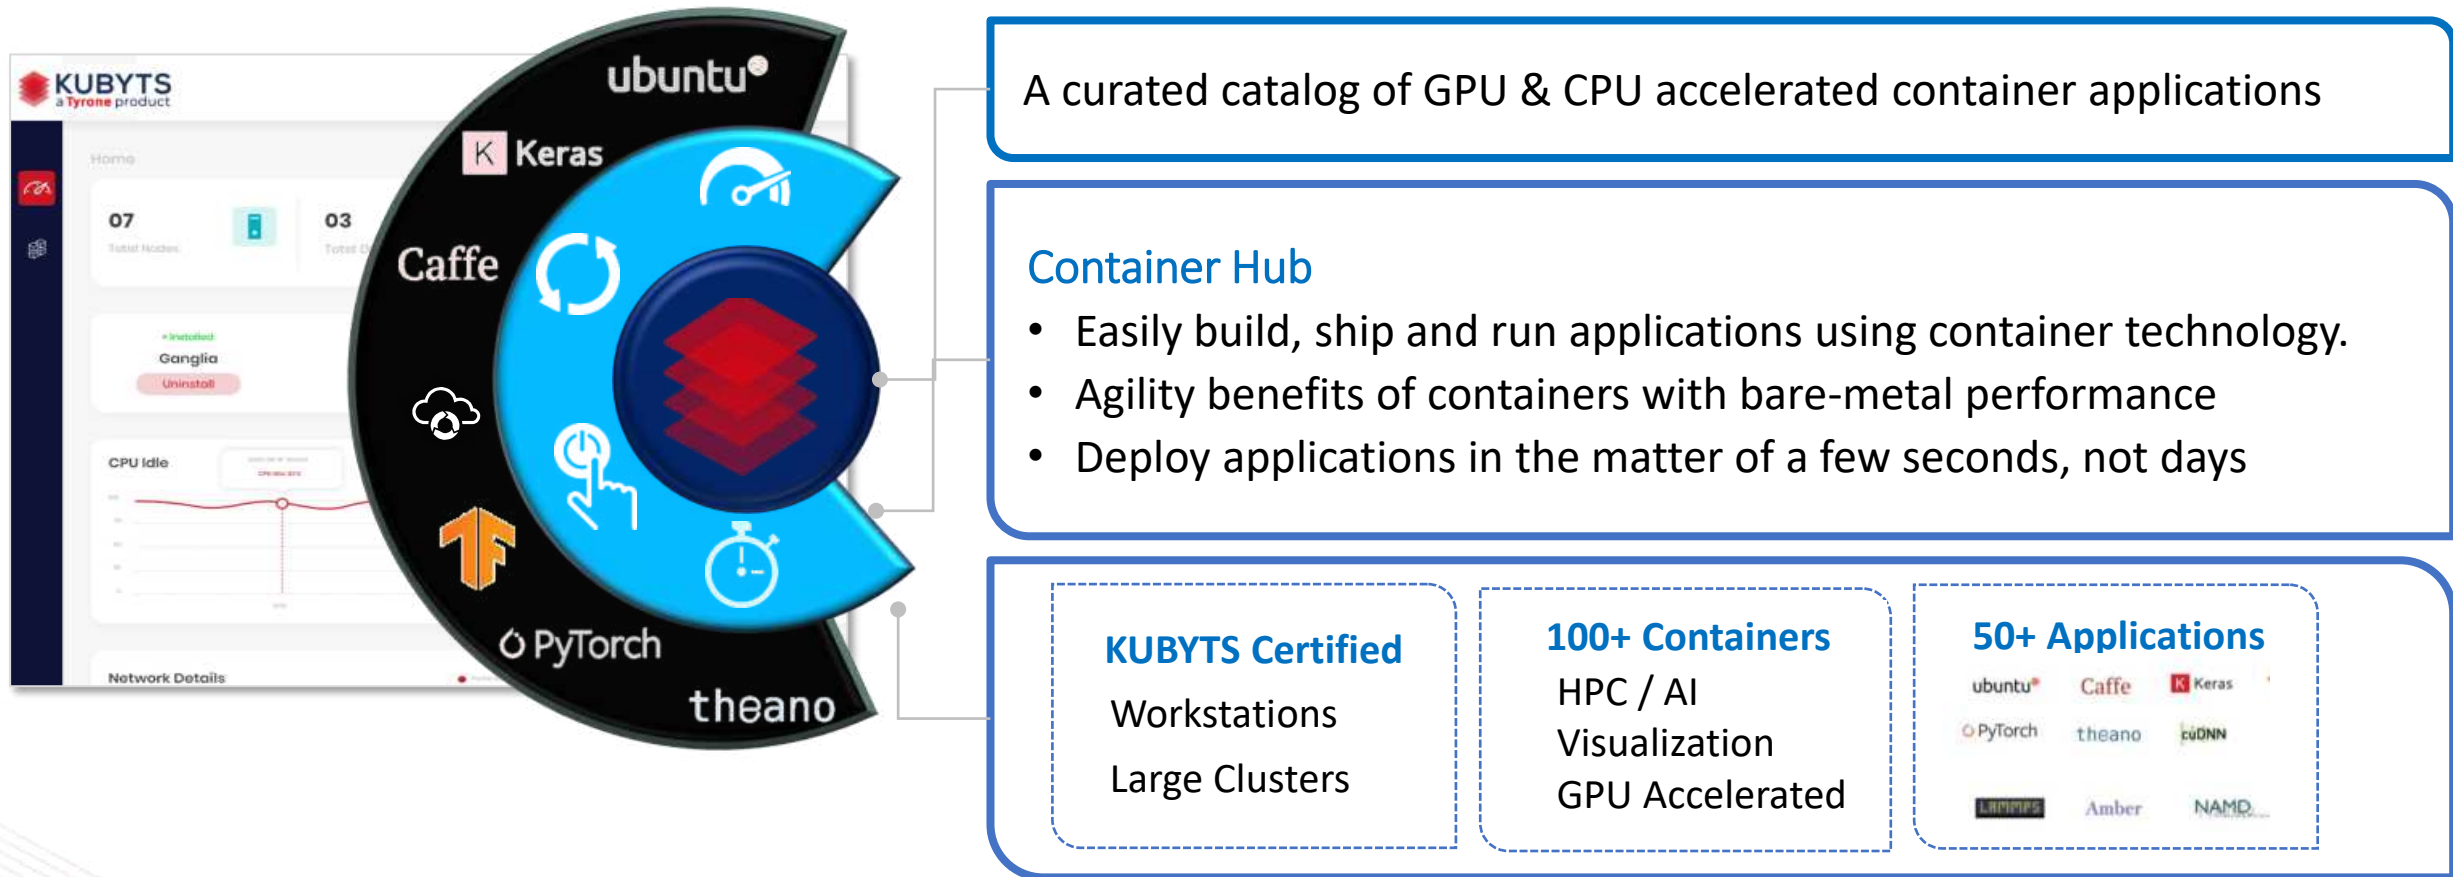 KUBYTS
a Tyrone product
Home
07
03
Total Nodes
Installed
Ganglia
Uninstall
CPU Idle
Network Details
ubuntu
K Keras
Caffe
PyTorch
theano
A curated catalog of GPU & CPU accelerated container applications
Container Hub
• Easily build, ship and run applications using container technology.
• Agility benefits of containers with bare-metal performance
• Deploy applications in the matter of a few seconds, not days
KUBYTS Certified
Workstations
Large Clusters
100+ Containers
HPC / AI
Visualization
GPU Accelerated
50+ Applications
ubuntu Caffe K Keras
PyTorch theano cuDNN
LAMMPS Amber NAMD